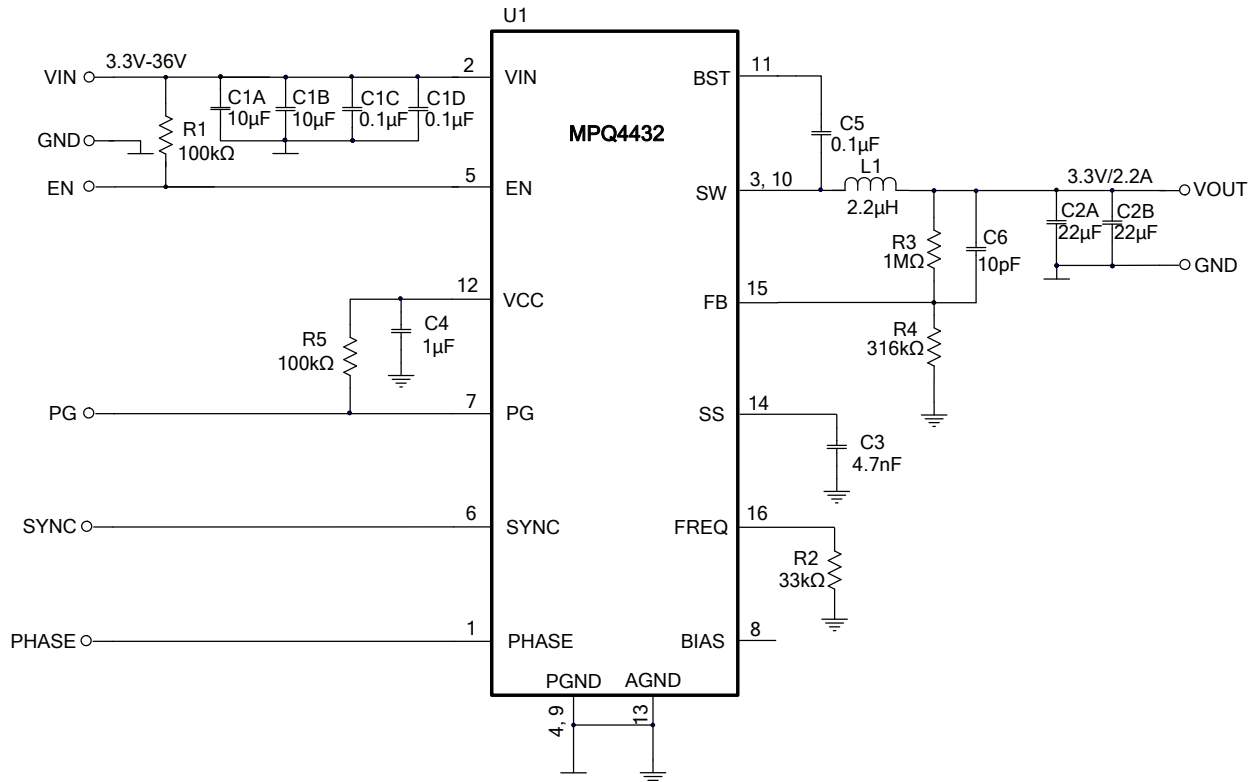 U1
3.3V-36V
VIN
2
VIN
C1A
10µF
C1B
10µF
C1C
0.1µF
C1D
0.1µF
R1
100kΩ
GND
EN
5
EN
MPQ4432
BST
11
C5
0.1µF
L1
2.2µH
SW
3, 10
3.3V/2.2A
VOUT
C2A
22µF
C2B
22µF
GND
R3
1MΩ
C6
10pF
FB
15
R4
316kΩ
12
VCC
C4
1µF
R5
100kΩ
PG
7
PG
SS
14
C3
4.7nF
SYNC
6
SYNC
FREQ
16
R2
33kΩ
PHASE
1
PHASE
BIAS
8
PGND
AGND
4, 9
13